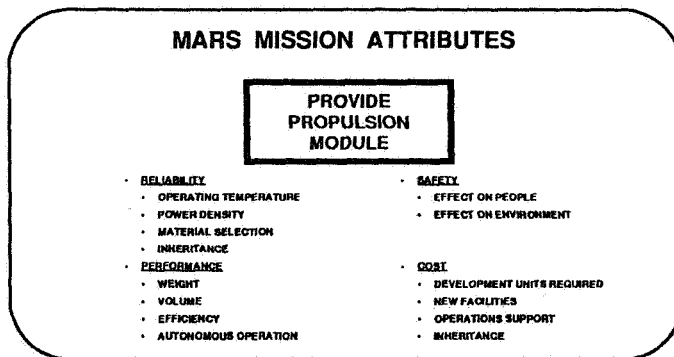 MARS MISSION ATTRIBUTES
PROVIDE
PROPULSION
MODULE
• RELIABILITY
• OPERATING TEMPERATURE
• POWER DENSITY
• MATERIAL SELECTION
• INHERITANCE
• PERFORMANCE
• WEIGHT
• VOLUME
• EFFICIENCY
• AUTONOMOUS OPERATION
• SAFETY
• EFFECT ON PEOPLE
• EFFECT ON ENVIRONMENT
• COST
• DEVELOPMENT UNITS REQUIRED
• NEW FACILITIES
• OPERATIONS SUPPORT
• INHERITANCE